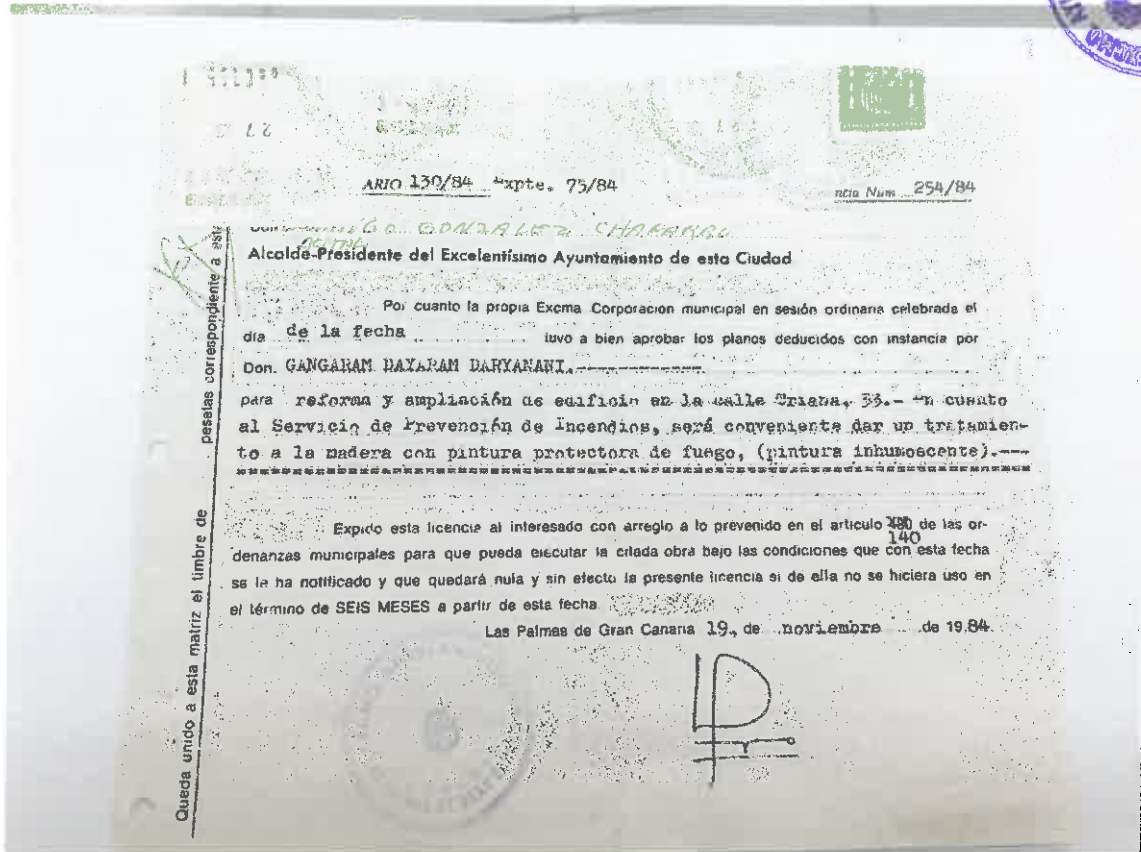 ARIO 130/84 Expte. 75/84
ncia Num 254/84
GONZALEZ CHAPARRO
Alcalde-Presidente del Excelentísimo Ayuntamiento de esta Ciudad
Por cuanto la propia Excma Corporacion municipal en sesión ordinaria celebrada el
día de la fecha tuvo a bien aprobar los planos deducidos con instancia por
Don. GANGARAM DAYARAM DARYANANI.-------------
para reforma y ampliación de edificio en la calle Triana, 33.- En cuanto
al Servicio de Prevención de Incendios, será conveniente dar un tratamien-
to a la madera con pintura protectora de fuego, (pintura inhumoscente).---
Expido esta licencia al interesado con arreglo a lo prevenido en el articulo de las or-
140
denanzas municipales para que pueda ejecutar la citada obra bajo las condiciones que con esta fecha
se le ha notificado y que quedará nula y sin efecto la presente licencia si de ella no se hiciera uso en
el término de SEIS MESES a partir de esta fecha
Las Palmas de Gran Canaria 19, de noviembre de 19.84.
Queda unido a esta matriz el timbre de pesetas correspondiente a est